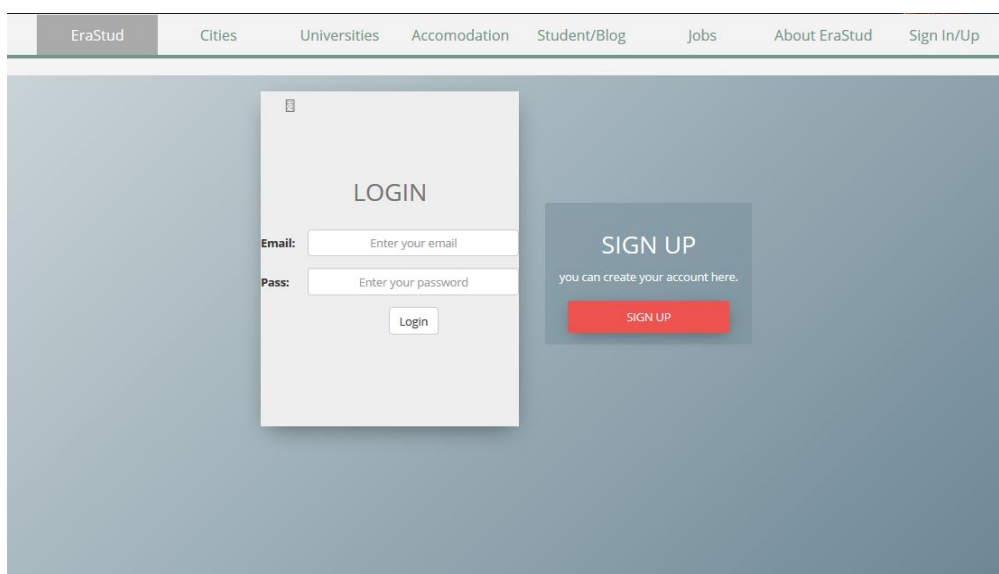 EraStud Cities Universities Accomodation Student/Blog Jobs About EraStud Sign In/Up
LOGIN
Email: Enter your email
Pass: Enter your password
Login
SIGN UP
you can create your account here.
SIGN UP